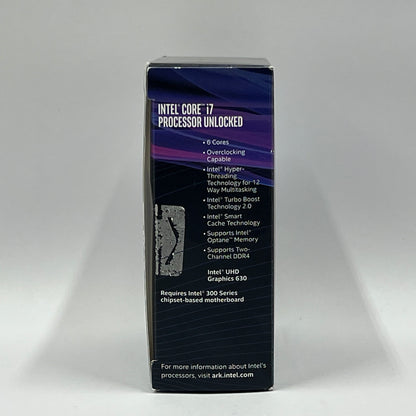 INTEL® CORE™ i7
PROCESSOR UNLOCKED
• 6 Cores
• Overclocking
Capable
• Intel® Hyper-
Threading
Technology for 12
Way Multitasking
• Intel® Turbo Boost
Technology 2.0
• Intel® Smart
Cache Technology
• Supports Intel®
Optane™ Memory
• Supports Two-
Channel DDR4
Intel® UHD
Graphics 630
Requires Intel® 300 Series
chipset-based motherboard
For more information about Intel's
processors, visit ark.intel.com